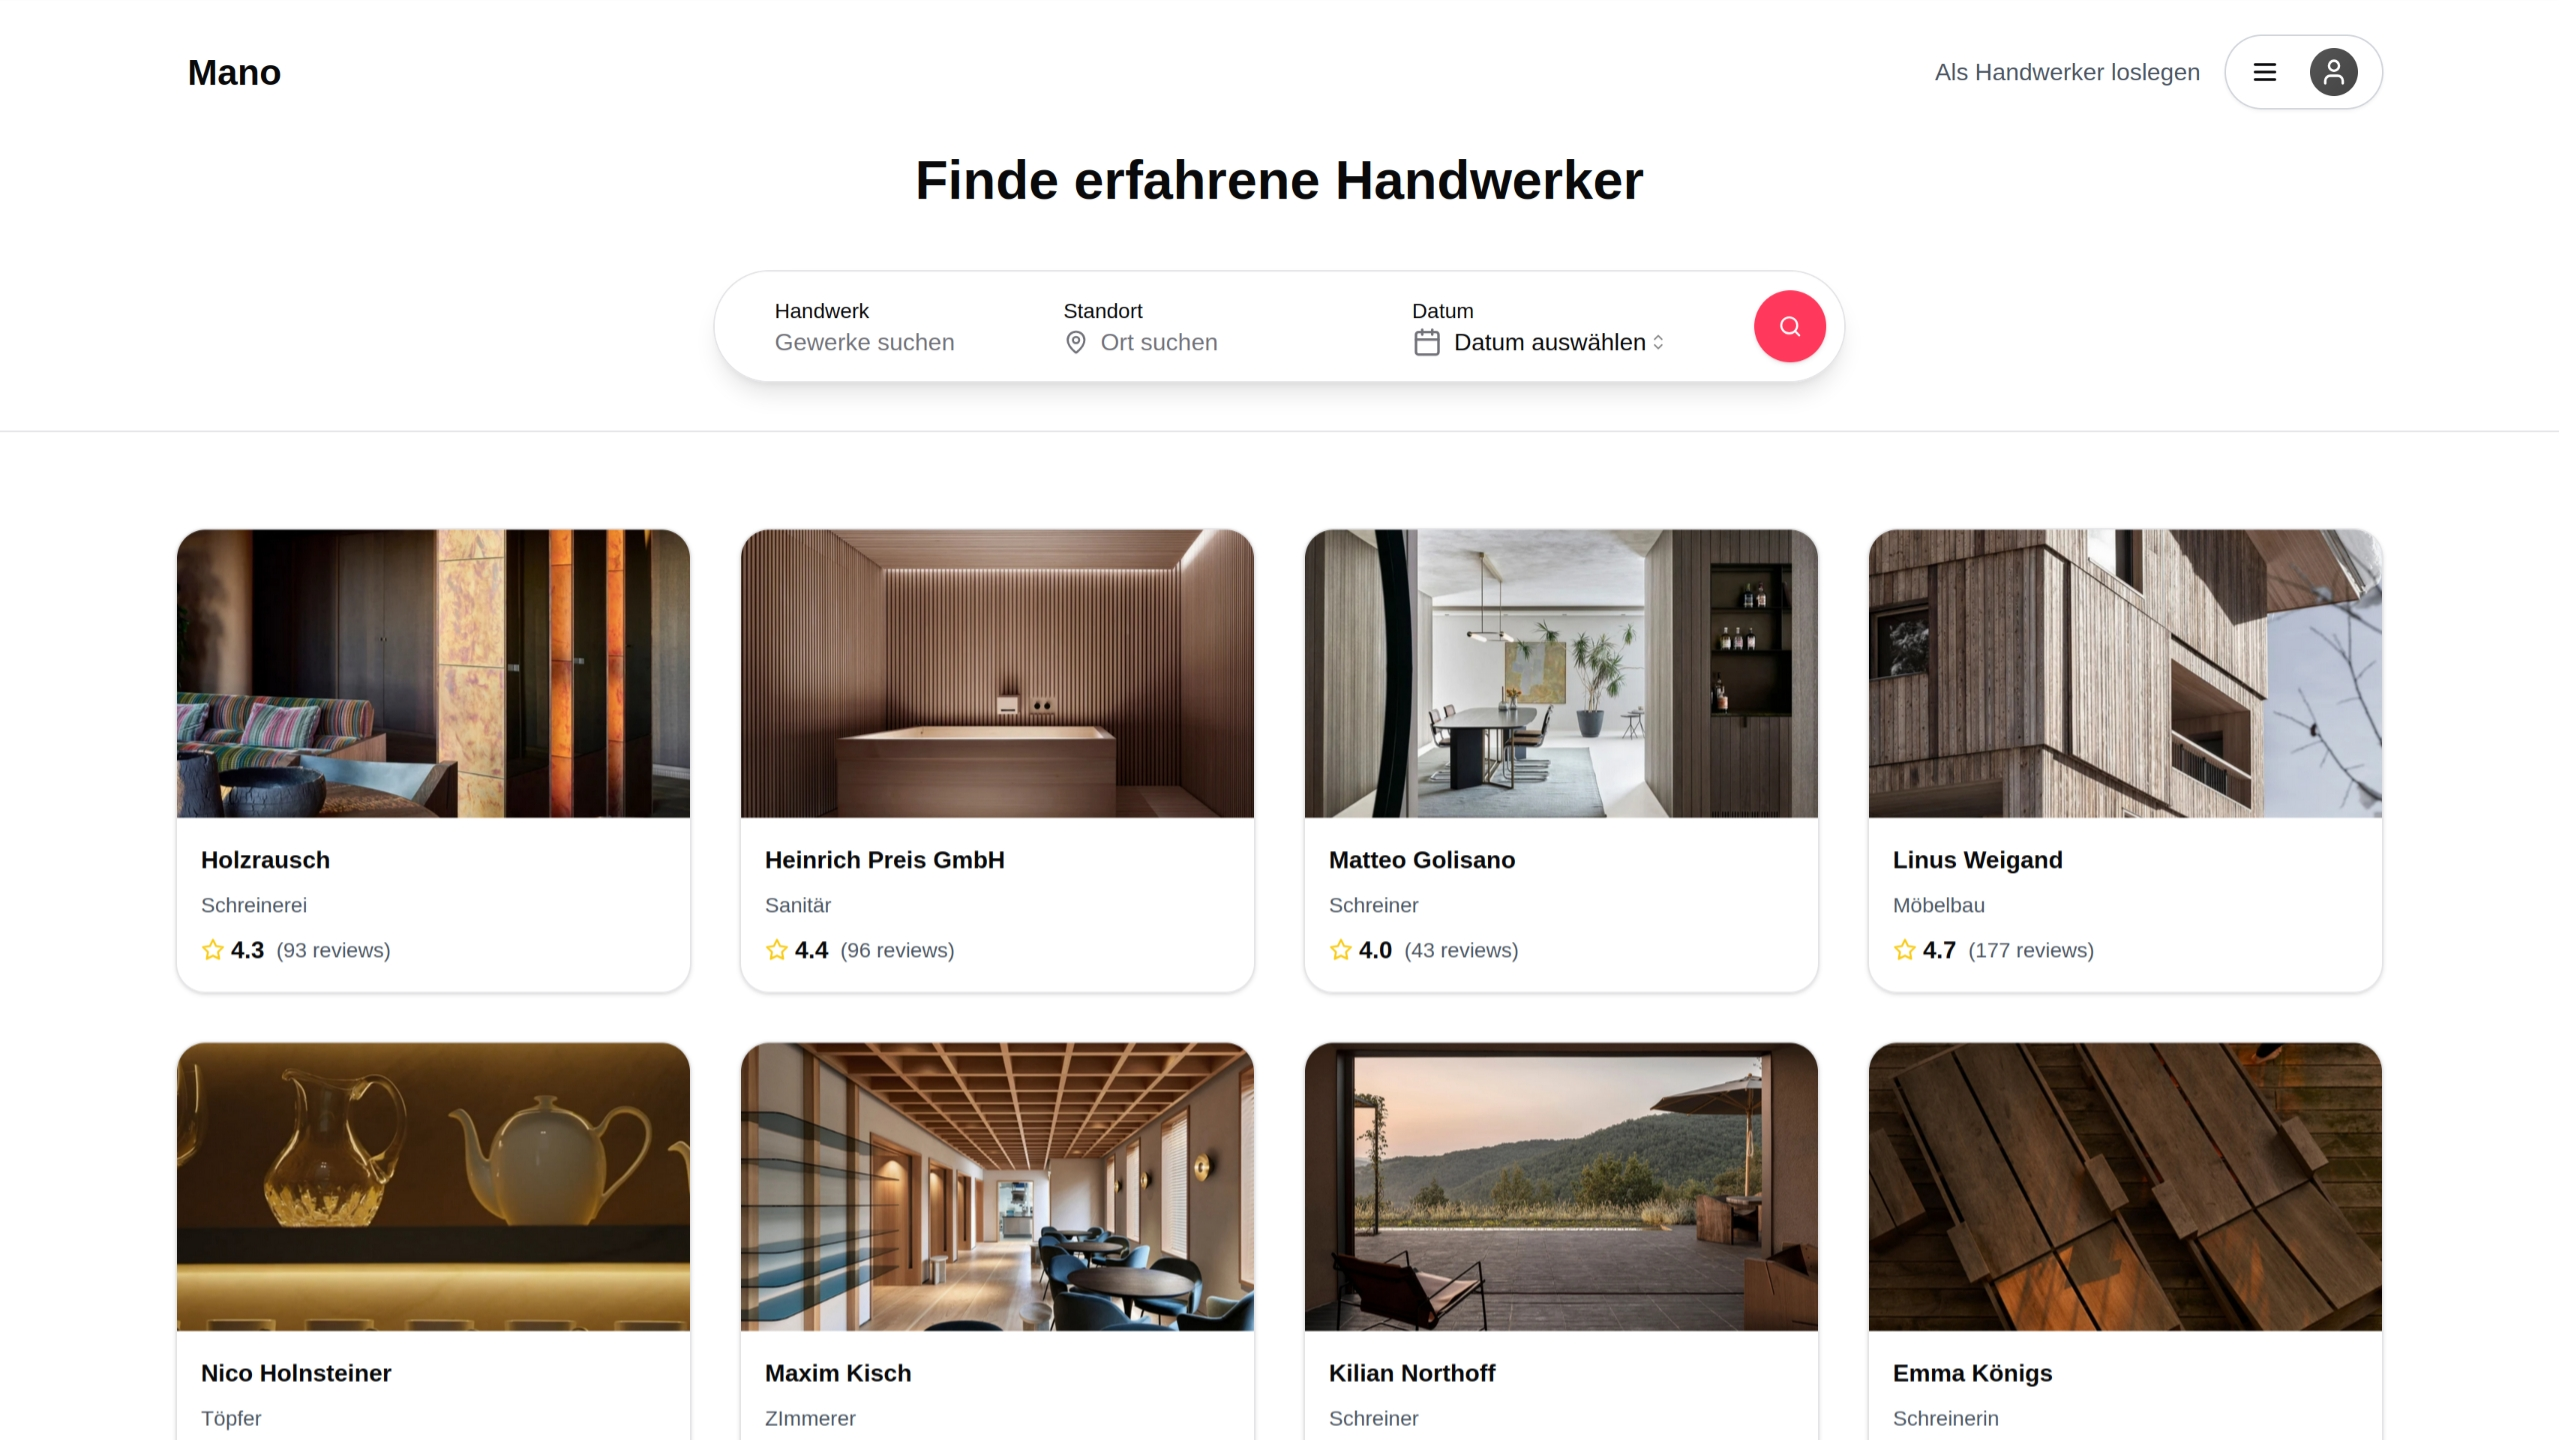 Mano
Als Handwerker loslegen
Finde erfahrene Handwerker
Handwerk
Gewerke suchen
Standort
Ort suchen
Datum
Datum auswählen
Holzrausch
Schreinerei
4.3 (93 reviews)
Heinrich Preis GmbH
Sanitär
4.4 (96 reviews)
Matteo Golisano
Schreiner
4.0 (43 reviews)
Linus Weigand
Möbelbau
4.7 (177 reviews)
Nico Holnsteiner
Töpfer
Maxim Kisch
ZImmerer
Kilian Northoff
Schreiner
Emma Königs
Schreinerin